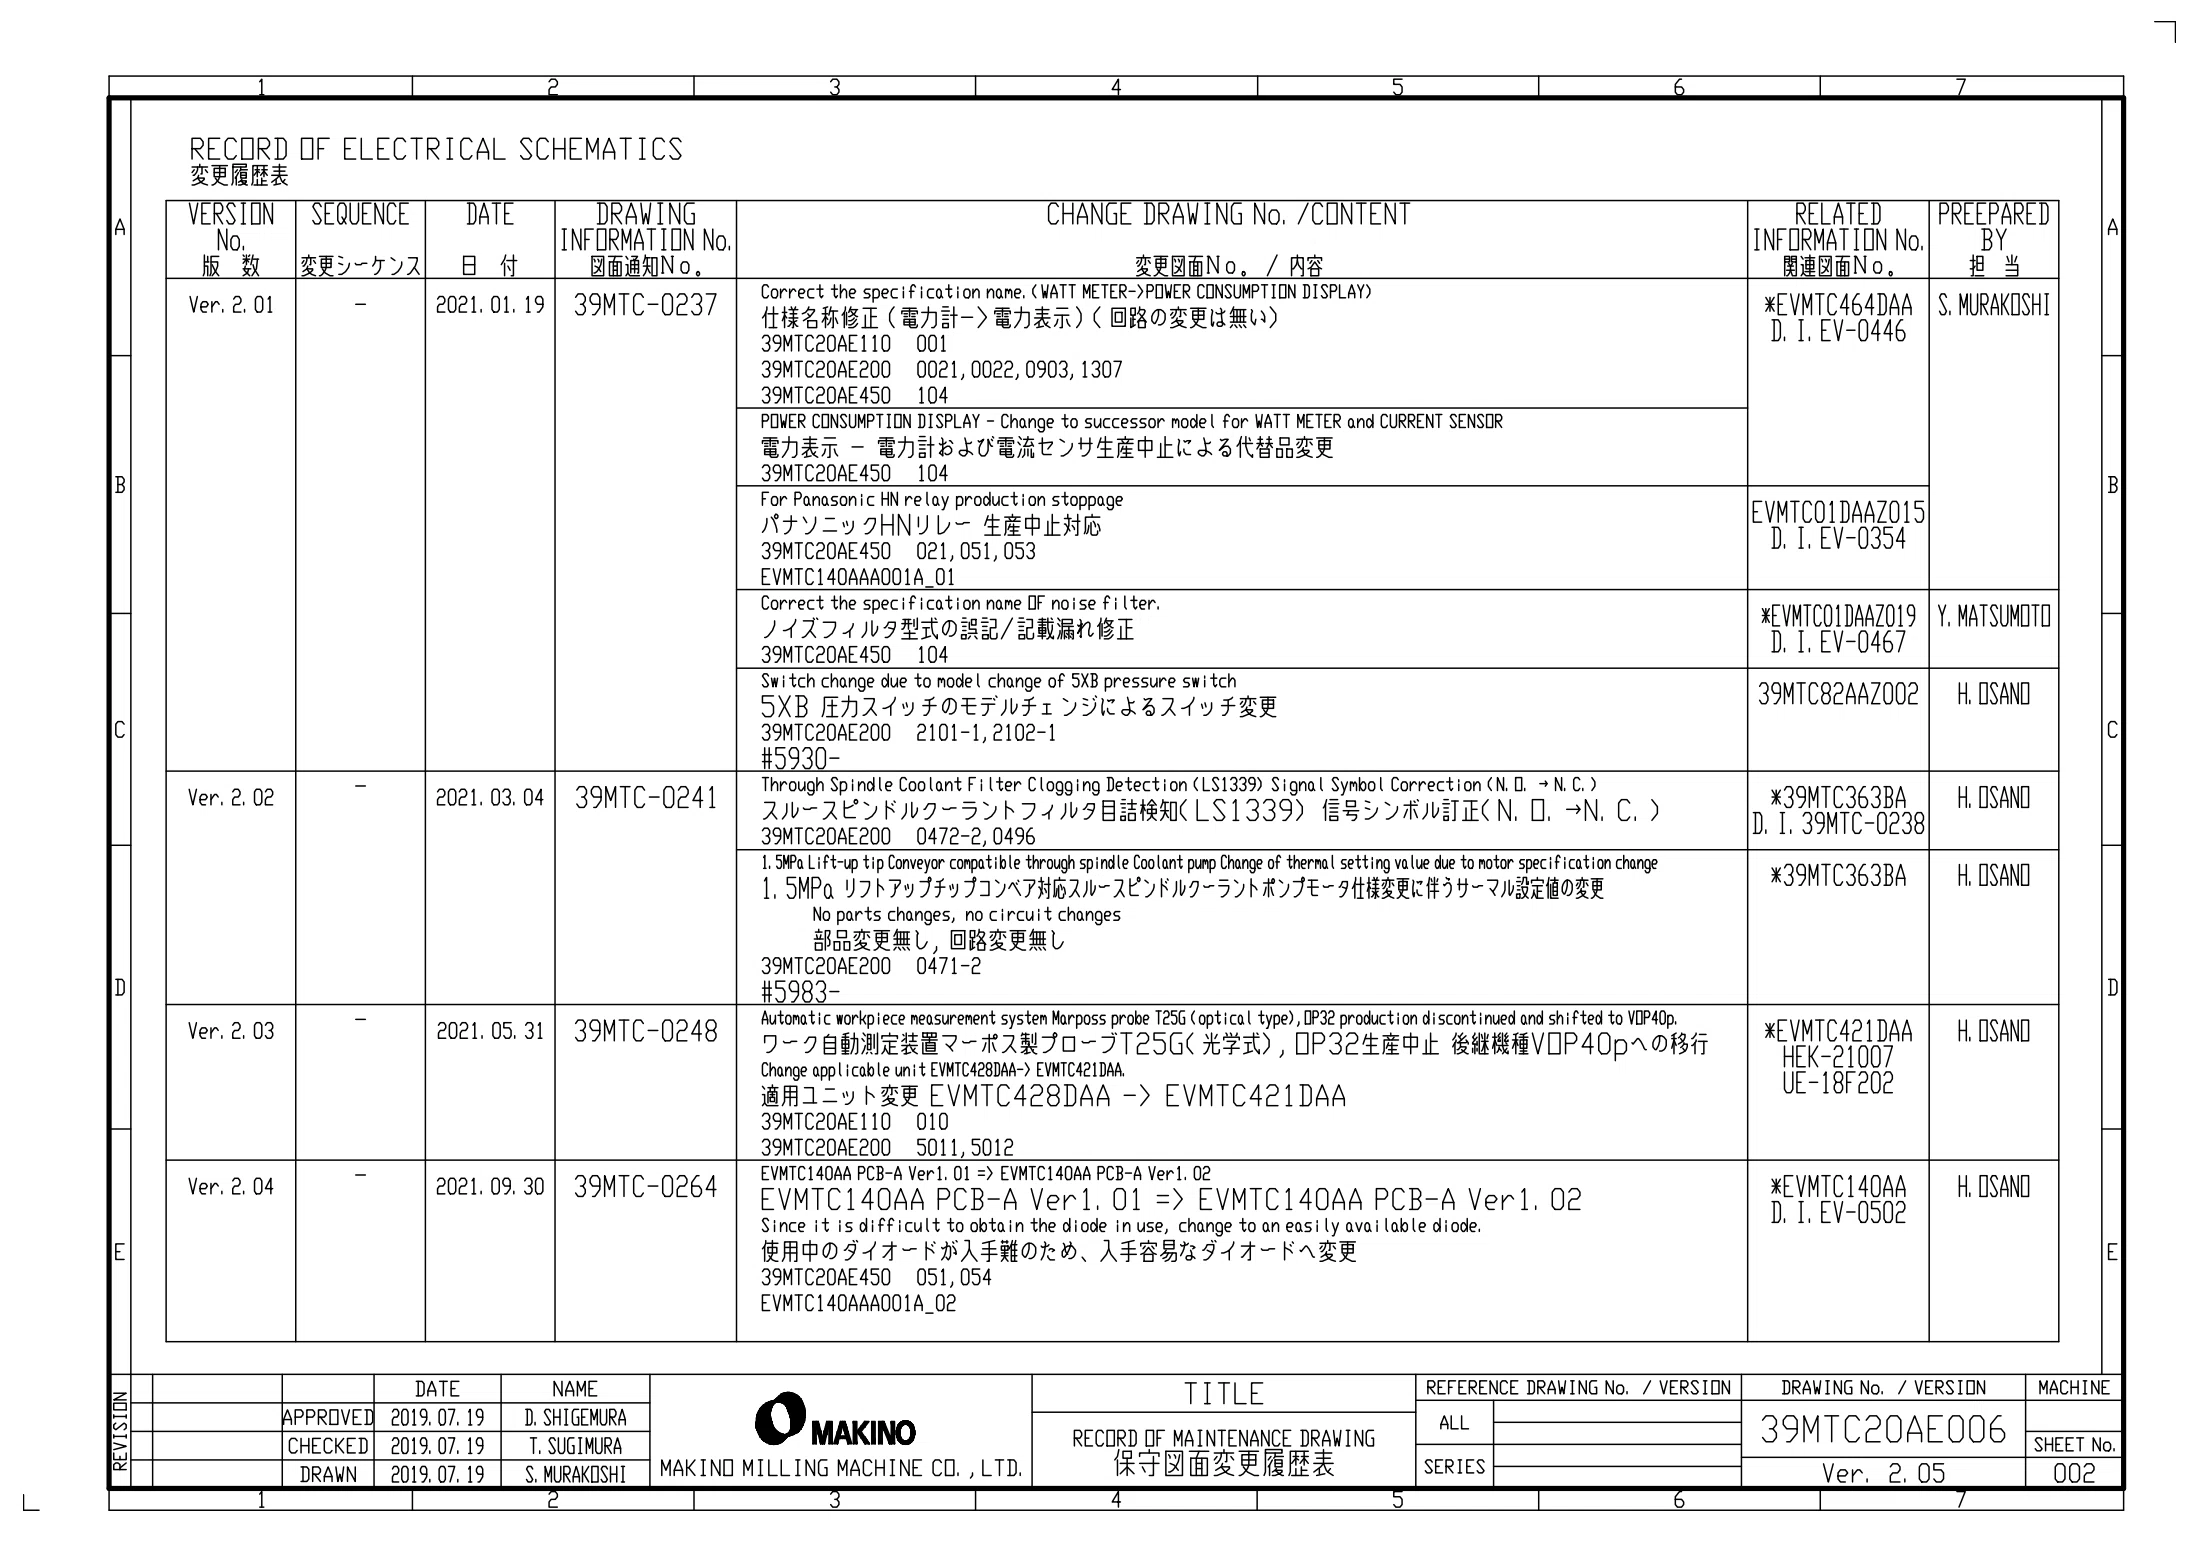 1 2 3 4 5 6 7
RECORD OF ELECTRICAL SCHEMATICS
変更履歴表
VERSION No. 版 数
SEQUENCE 変更シーケンス
DATE 日 付
DRAWING INFORMATION No. 図面通知No。
CHANGE DRAWING No. /CONTENT 変更図面No。 / 内容
RELATED INFORMATION No. 関連図面No。
PREEPARED BY 担 当
Ver. 2. 01 - 2021. 01. 19 39MTC-0237
Correct the specification name. (WATT METER->POWER CONSUMPTION DISPLAY)
仕様名称修正 ( 電力計-> 電力表示 ) ( 回路の変更は無い )
39MTC20AE110 001
39MTC20AE200 0021, 0022, 0903, 1307
39MTC20AE450 104
*EVMTC464DAA
D. I. EV-0446
S. MURAKOSHI
POWER CONSUMPTION DISPLAY - Change to successor model for WATT METER and CURRENT SENSOR
電力表示 - 電力計および電流センサ生産中止による代替品変更
39MTC20AE450 104
For Panasonic HN relay production stoppage
パナソニックHNリレー 生産中止対応
39MTC20AE450 021, 051, 053
EVMTC140AAA001A_01
EVMTC01DAAZ015
D. I. EV-0354
Correct the specification name OF noise filter.
ノイズフィルタ型式の誤記/記載漏れ修正
39MTC20AE450 104
*EVMTC01DAAZ019
D. I. EV-0467
Y. MATSUMOTO
Switch change due to model change of 5XB pressure switch
5XB 圧力スイッチのモデルチェンジによるスイッチ変更
39MTC20AE200 2101-1, 2102-1
#5930-
39MTC82AAZ002
H. OSANO
Ver. 2. 02 - 2021. 03. 04 39MTC-0241
Through Spindle Coolant Filter Clogging Detection (LS1339) Signal Symbol Correction (N. O. → N. C. )
スルースピンドルクーラントフィルタ目詰検知( LS1339 ) 信号シンボル訂正( N. O. →N. C. )
39MTC20AE200 0472-2, 0496
*39MTC363BA
D. I. 39MTC-0238
H. OSANO
1. 5MPa Lift-up tip Conveyor compatible through spindle Coolant pump Change of thermal setting value due to motor specification change
1. 5MPa リフトアップチップコンベア対応スルースピンドルクーラントポンプモータ仕様変更に伴うサーマル設定値の変更
No parts changes, no circuit changes
部品変更無し, 回路変更無し
39MTC20AE200 0471-2
#5983-
*39MTC363BA
H. OSANO
Ver. 2. 03 - 2021. 05. 31 39MTC-0248
Automatic workpiece measurement system Marposs probe T25G (optical type), OP32 production discontinued and shifted to VOP40p.
ワーク自動測定装置マーポス製プローブT25G( 光学式 ) , OP32生産中止 後継機種VOP40pへの移行
Change applicable unit EVMTC428DAA-> EVMTC421DAA.
適用ユニット変更 EVMTC428DAA -> EVMTC421DAA
39MTC20AE110 010
39MTC20AE200 5011, 5012
*EVMTC421DAA
HEK-21007
UE-18F202
H. OSANO
Ver. 2. 04 - 2021. 09. 30 39MTC-0264
EVMTC140AA PCB-A Ver1. 01 => EVMTC140AA PCB-A Ver1. 02
EVMTC140AA PCB-A Ver1. 01 => EVMTC140AA PCB-A Ver1. 02
Since it is difficult to obtain the diode in use, change to an easily available diode.
使用中のダイオードが入手難のため、入手容易なダイオードへ変更
39MTC20AE450 051, 054
EVMTC140AAA001A_02
*EVMTC140AA
D. I. EV-0502
H. OSANO
A A
B B
C C
D D
E E
REVISION
DATE NAME
APPROVED 2019. 07. 19 D. SHIGEMURA
CHECKED 2019. 07. 19 T. SUGIMURA
DRAWN 2019. 07. 19 S. MURAKOSHI
MAKINO
MAKINO MILLING MACHINE CO. , LTD.
TITLE
RECORD OF MAINTENANCE DRAWING
保守図面変更履歴表
REFERENCE DRAWING No. / VERSION
ALL
SERIES
DRAWING No. / VERSION
39MTC20AE006
Ver. 2. 05
MACHINE
SHEET No.
002
1 2 3 4 5 6 7